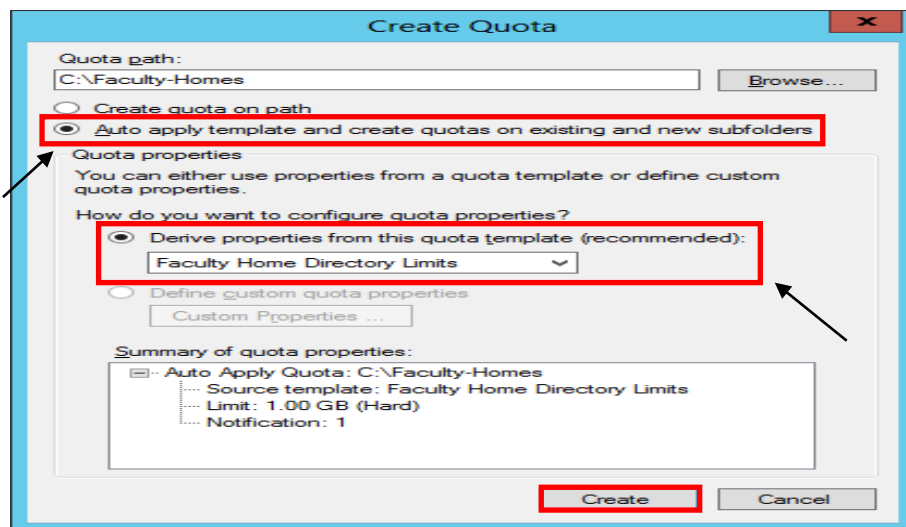 Create Quota
Quota path:
C:\Faculty-Homes
Browse...
Create quota on path
Auto apply template and create quotas on existing and new subfolders
Quota properties
You can either use properties from a quota template or define custom
quota properties.
How do you want to configure quota properties?
Derive properties from this quota template (recommended):
Faculty Home Directory Limits
Define custom quota properties
Custom Properties ...
Summary of quota properties:
Auto Apply Quota: C:\Faculty-Homes
Source template: Faculty Home Directory Limits
Limit: 1.00 GB (Hard)
Notification: 1
Create
Cancel